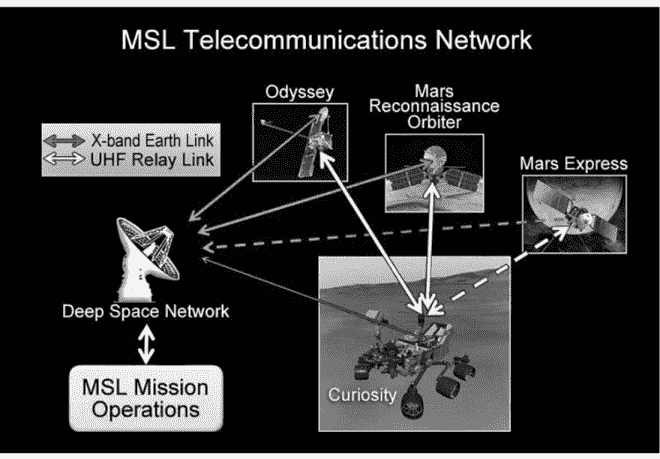 MSL Telecommunications Network
Odyssey
Mars
Reconnaissance
Orbiter
X-band Earth Link
UHF Relay Link
Mars Express
Deep Space Network
MSL Mission
Operations
Curiosity